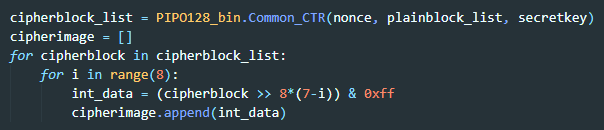 cipherblock_list = PIPO128_bin.Common_CTR(nonce, plainblock_list, secretkey)
cipherimage = []
for cipherblock in cipherblock_list:
    for i in range(8):
        int_data = (cipherblock >> 8*(7-i)) & 0xff
        cipherimage.append(int_data)